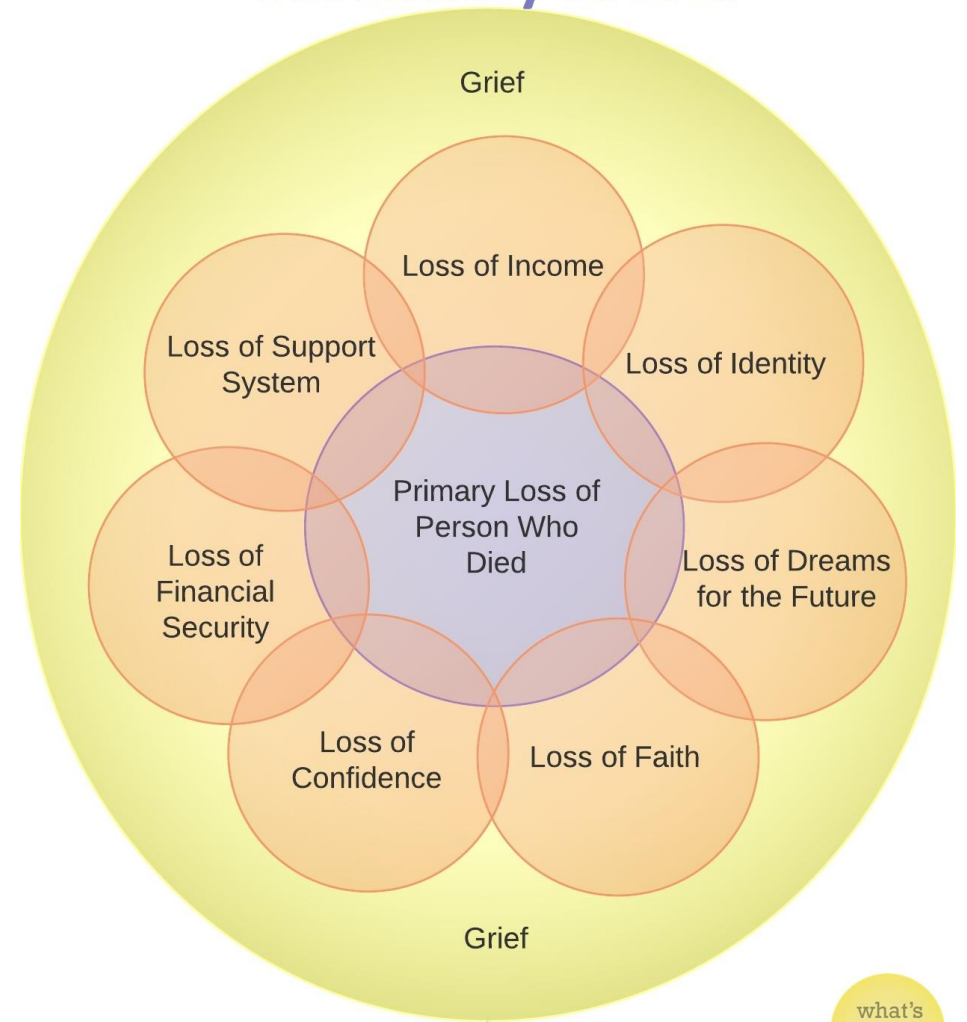 Grief
Loss of Income
Loss of Support
System
Loss of Identity
Primary Loss of
Person Who
Died
Loss of
Financial
Security
Loss of Dreams
for the Future
Loss of
Confidence
Loss of Faith
Grief
what's